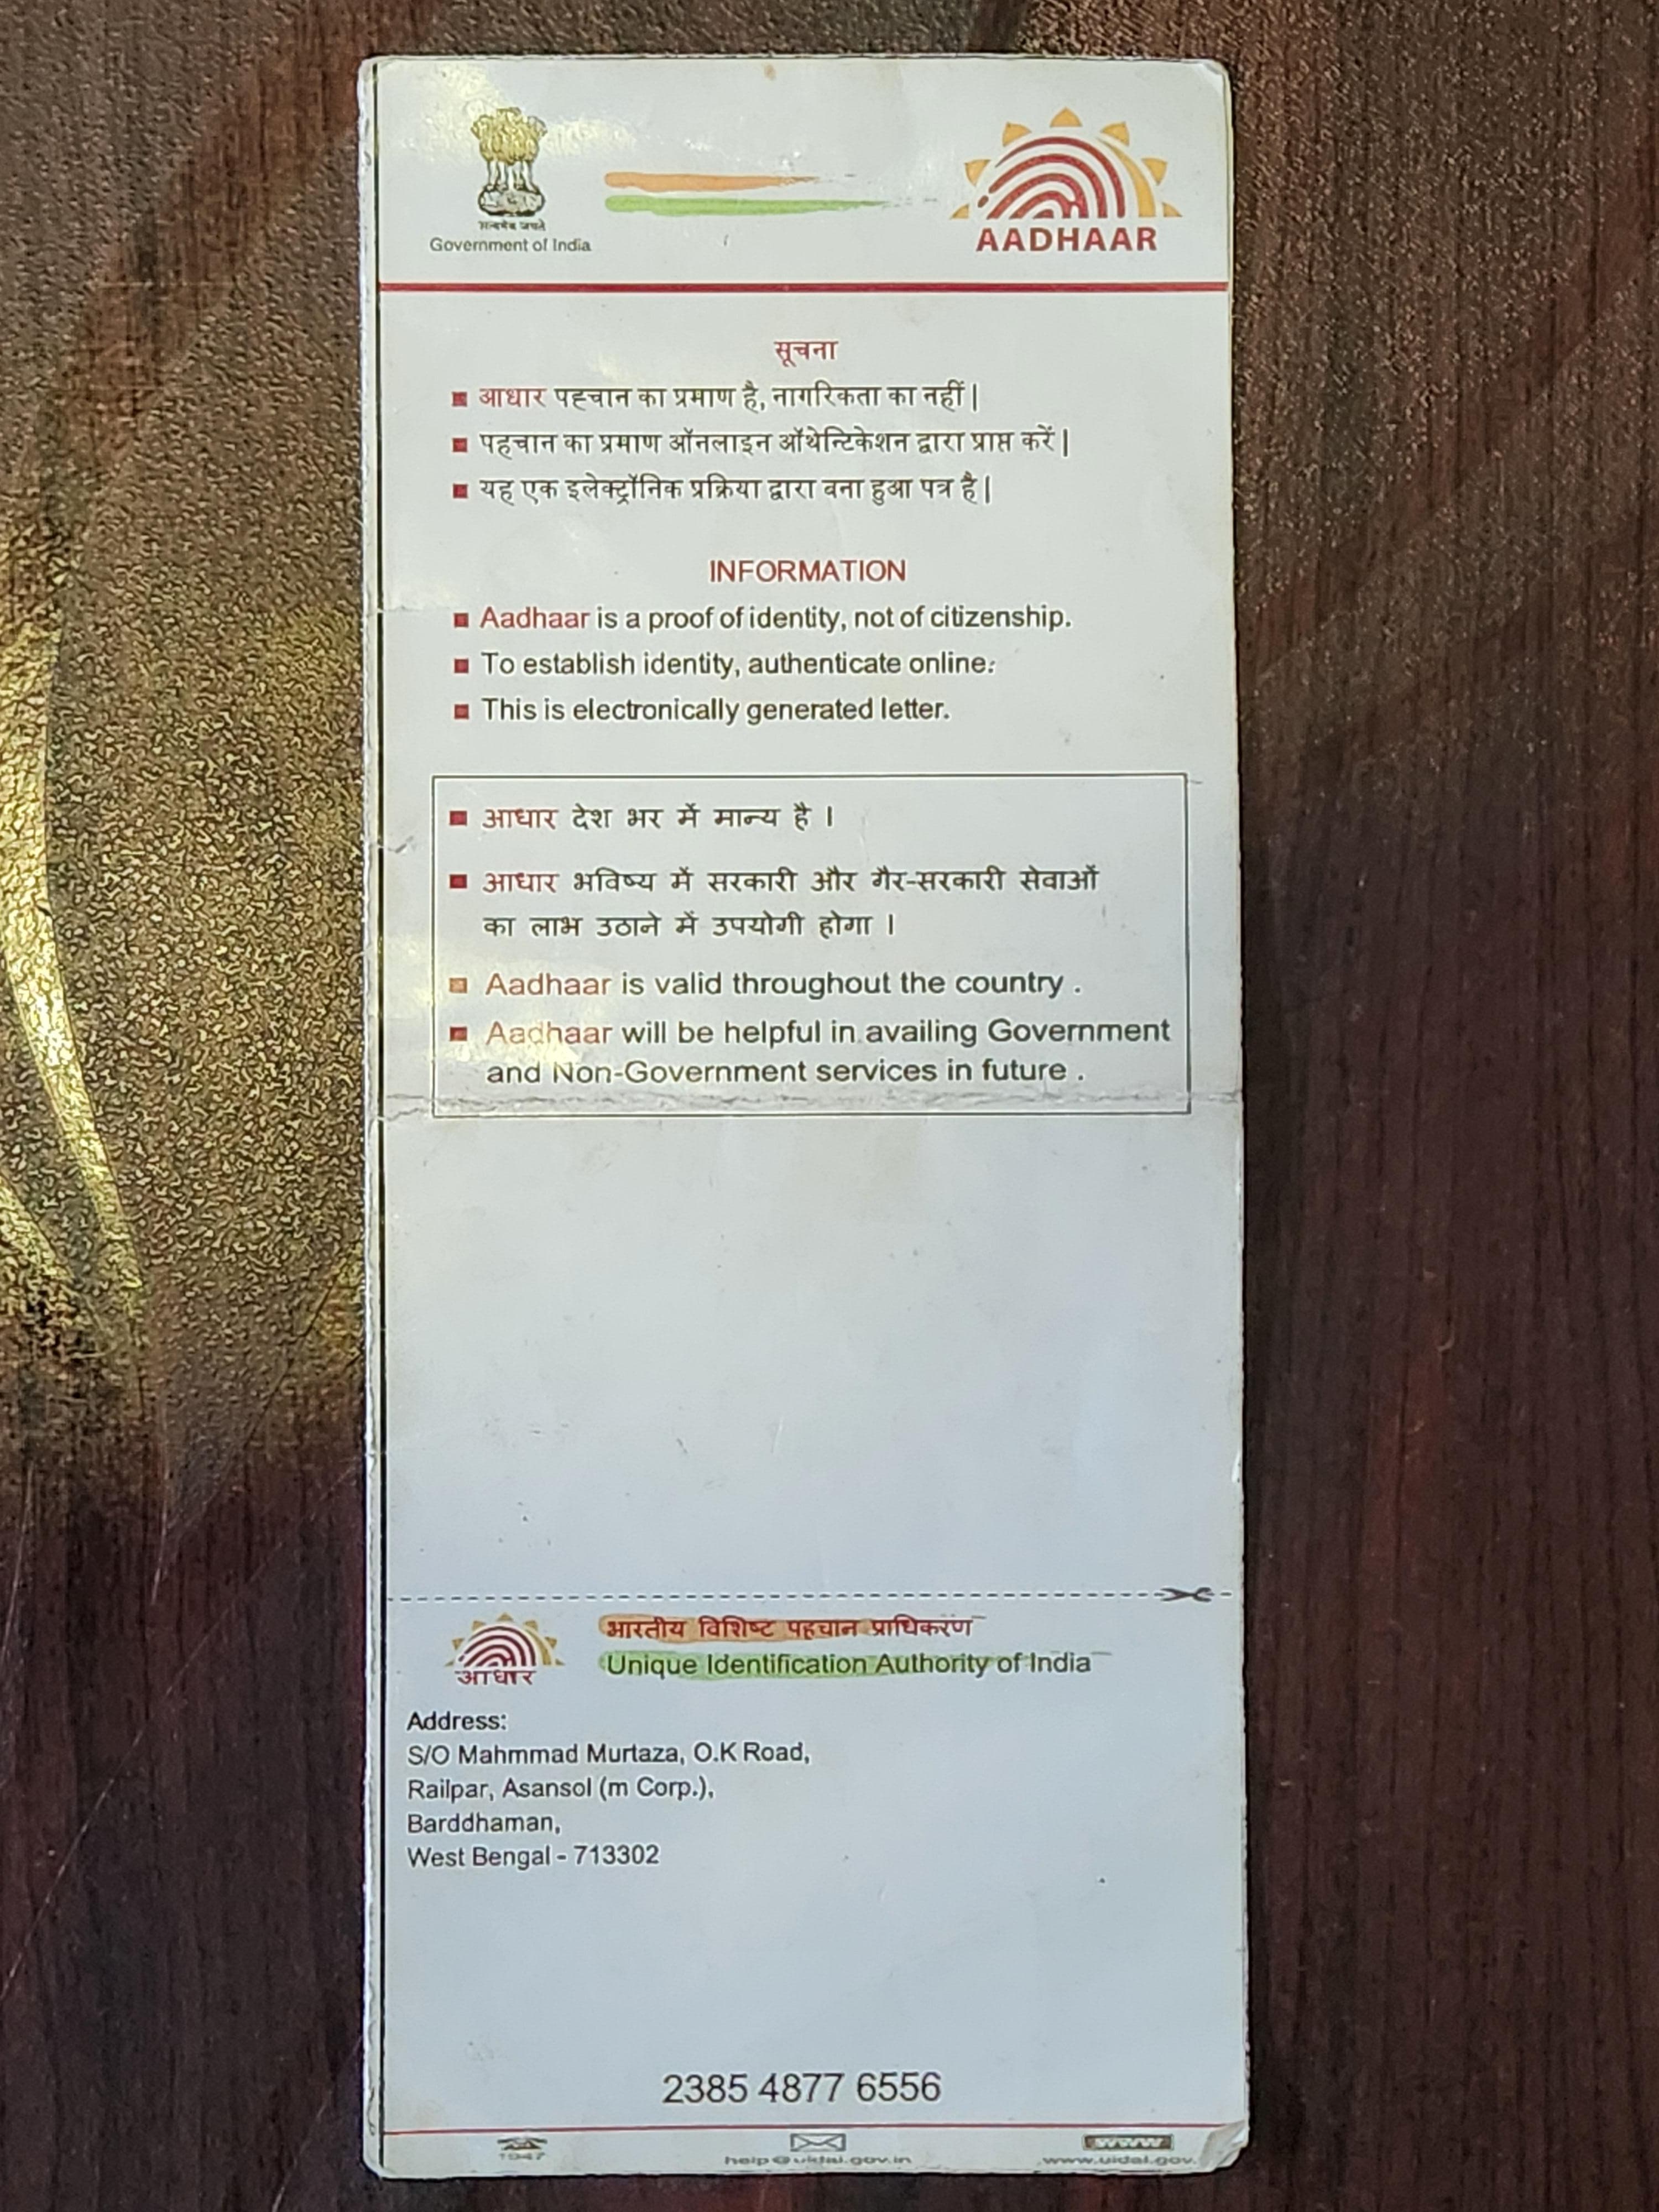 सत्यमेव जयते
Government of India
AADHAAR
सूचना
आधार पहचान का प्रमाण है, नागरिकता का नहीं |
पहचान का प्रमाण ऑनलाइन ऑथेन्टिकेशन द्वारा प्राप्त करें |
यह एक इलेक्ट्रॉनिक प्रक्रिया द्वारा बना हुआ पत्र है |
INFORMATION
Aadhaar is a proof of identity, not of citizenship.
To establish identity, authenticate online.
This is electronically generated letter.
आधार देश भर में मान्य है ।
आधार भविष्य में सरकारी और गैर-सरकारी सेवाओं
का लाभ उठाने में उपयोगी होगा ।
Aadhaar is valid throughout the country .
Aadhaar will be helpful in availing Government
and Non-Government services in future .
आधार
भारतीय विशिष्ट पहचान प्राधिकरण
Unique Identification Authority of India
Address:
S/O Mahmmad Murtaza, O.K Road,
Railpar, Asansol (m Corp.),
Barddhaman,
West Bengal - 713302
2385 4877 6556
1947
help@uidai.gov.in
www.uidai.gov.